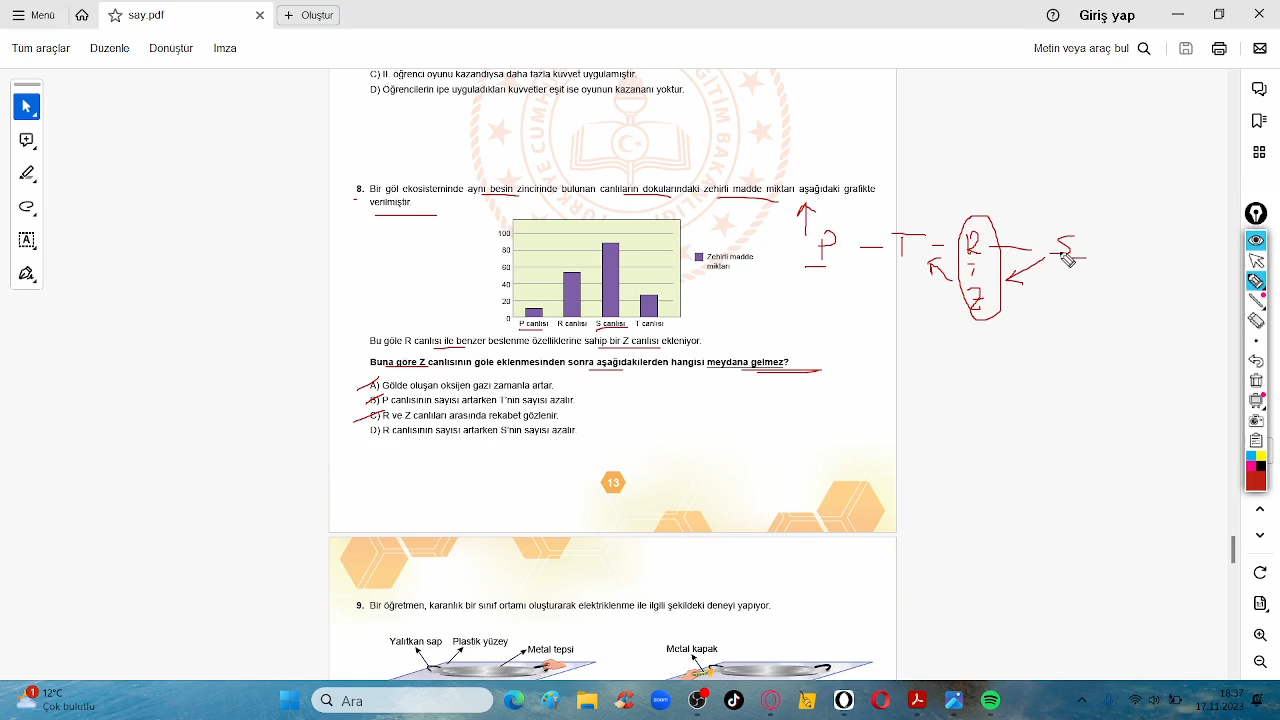 Menü
say.pdf
Oluştur
Giriş yap
Tüm araçlar
Düzenle
Dönüştür
İmza
Metin veya araç bul
C) II. öğrenci oyunu kazandıysa daha fazla kuvvet uygulamıştır.
D) Öğrencilerin ipe uyguladıkları kuvvetler eşit ise oyunun kazananı yoktur.
8. Bir göl ekosisteminde aynı besin zincirinde bulunan canlıların dokularındaki zehirli madde miktarı aşağıdaki grafikte
verilmiştir.
100
80
60
40
20
0
P canlısı
R canlısı
S canlısı
T canlısı
Zehirli madde
miktarı
P — T — R — S
Z
Bu göle R canlısı ile benzer beslenme özelliklerine sahip bir Z canlısı ekleniyor.
Buna göre Z canlısının göle eklenmesinden sonra aşağıdakilerden hangisi meydana gelmez?
A) Gölde oluşan oksijen gazı zamanla artar.
B) P canlısının sayısı artarken T'nin sayısı azalır.
C) R ve Z canlıları arasında rekabet gözlenir.
D) R canlısının sayısı artarken S'nin sayısı azalır.
13
9. Bir öğretmen, karanlık bir sınıf ortamı oluşturarak elektriklenme ile ilgili şekildeki deneyi yapıyor.
Yalıtkan sap
Plastik yüzey
Metal tepsi
Metal kapak
1
12°C
Çok bulutlu
Ara
zoom
18:37
17.11.2023